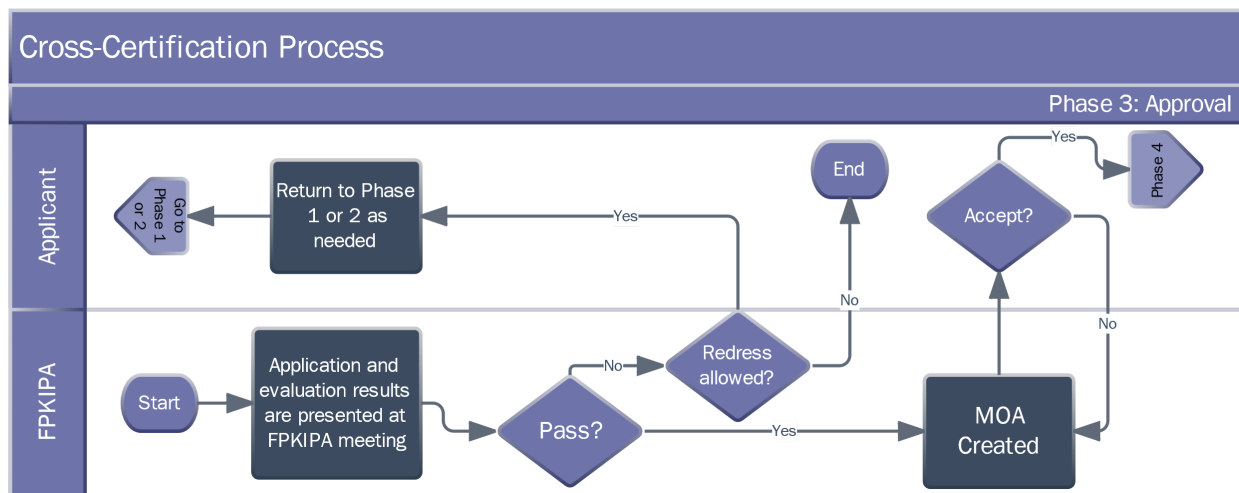 Cross-Certification Process
Phase 3: Approval
Applicant
Go to
Phase 1
or 2
Return to Phase
1 or 2 as
needed
Yes
End
No
Accept?
Yes
Phase 4
No
FPKIPA
Start
Application and
evaluation results
are presented at
FPKIPA meeting
Pass?
No
Redress
allowed?
Yes
MOA
Created